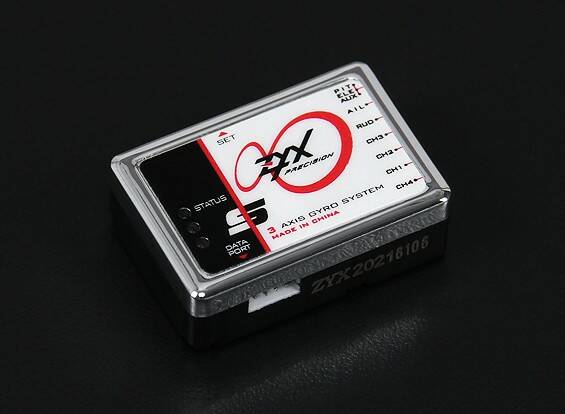 SET
STATUS
S
DATA
PORT
ZYX
PRECISION
3 AXIS GYRO SYSTEM
MADE IN CHINA
PIT
ELE
AUX
AIL
RUD
CH3
CH2
CH1
CH4
ZYX20216106